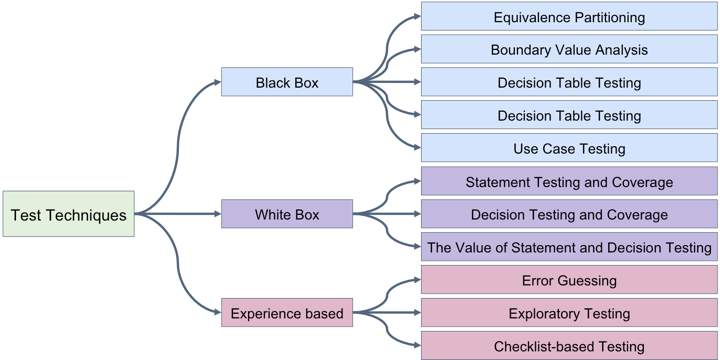 Test Techniques
Black Box
Equivalence Partitioning
Boundary Value Analysis
Decision Table Testing
Decision Table Testing
Use Case Testing
White Box
Statement Testing and Coverage
Decision Testing and Coverage
The Value of Statement and Decision Testing
Experience based
Error Guessing
Exploratory Testing
Checklist-based Testing